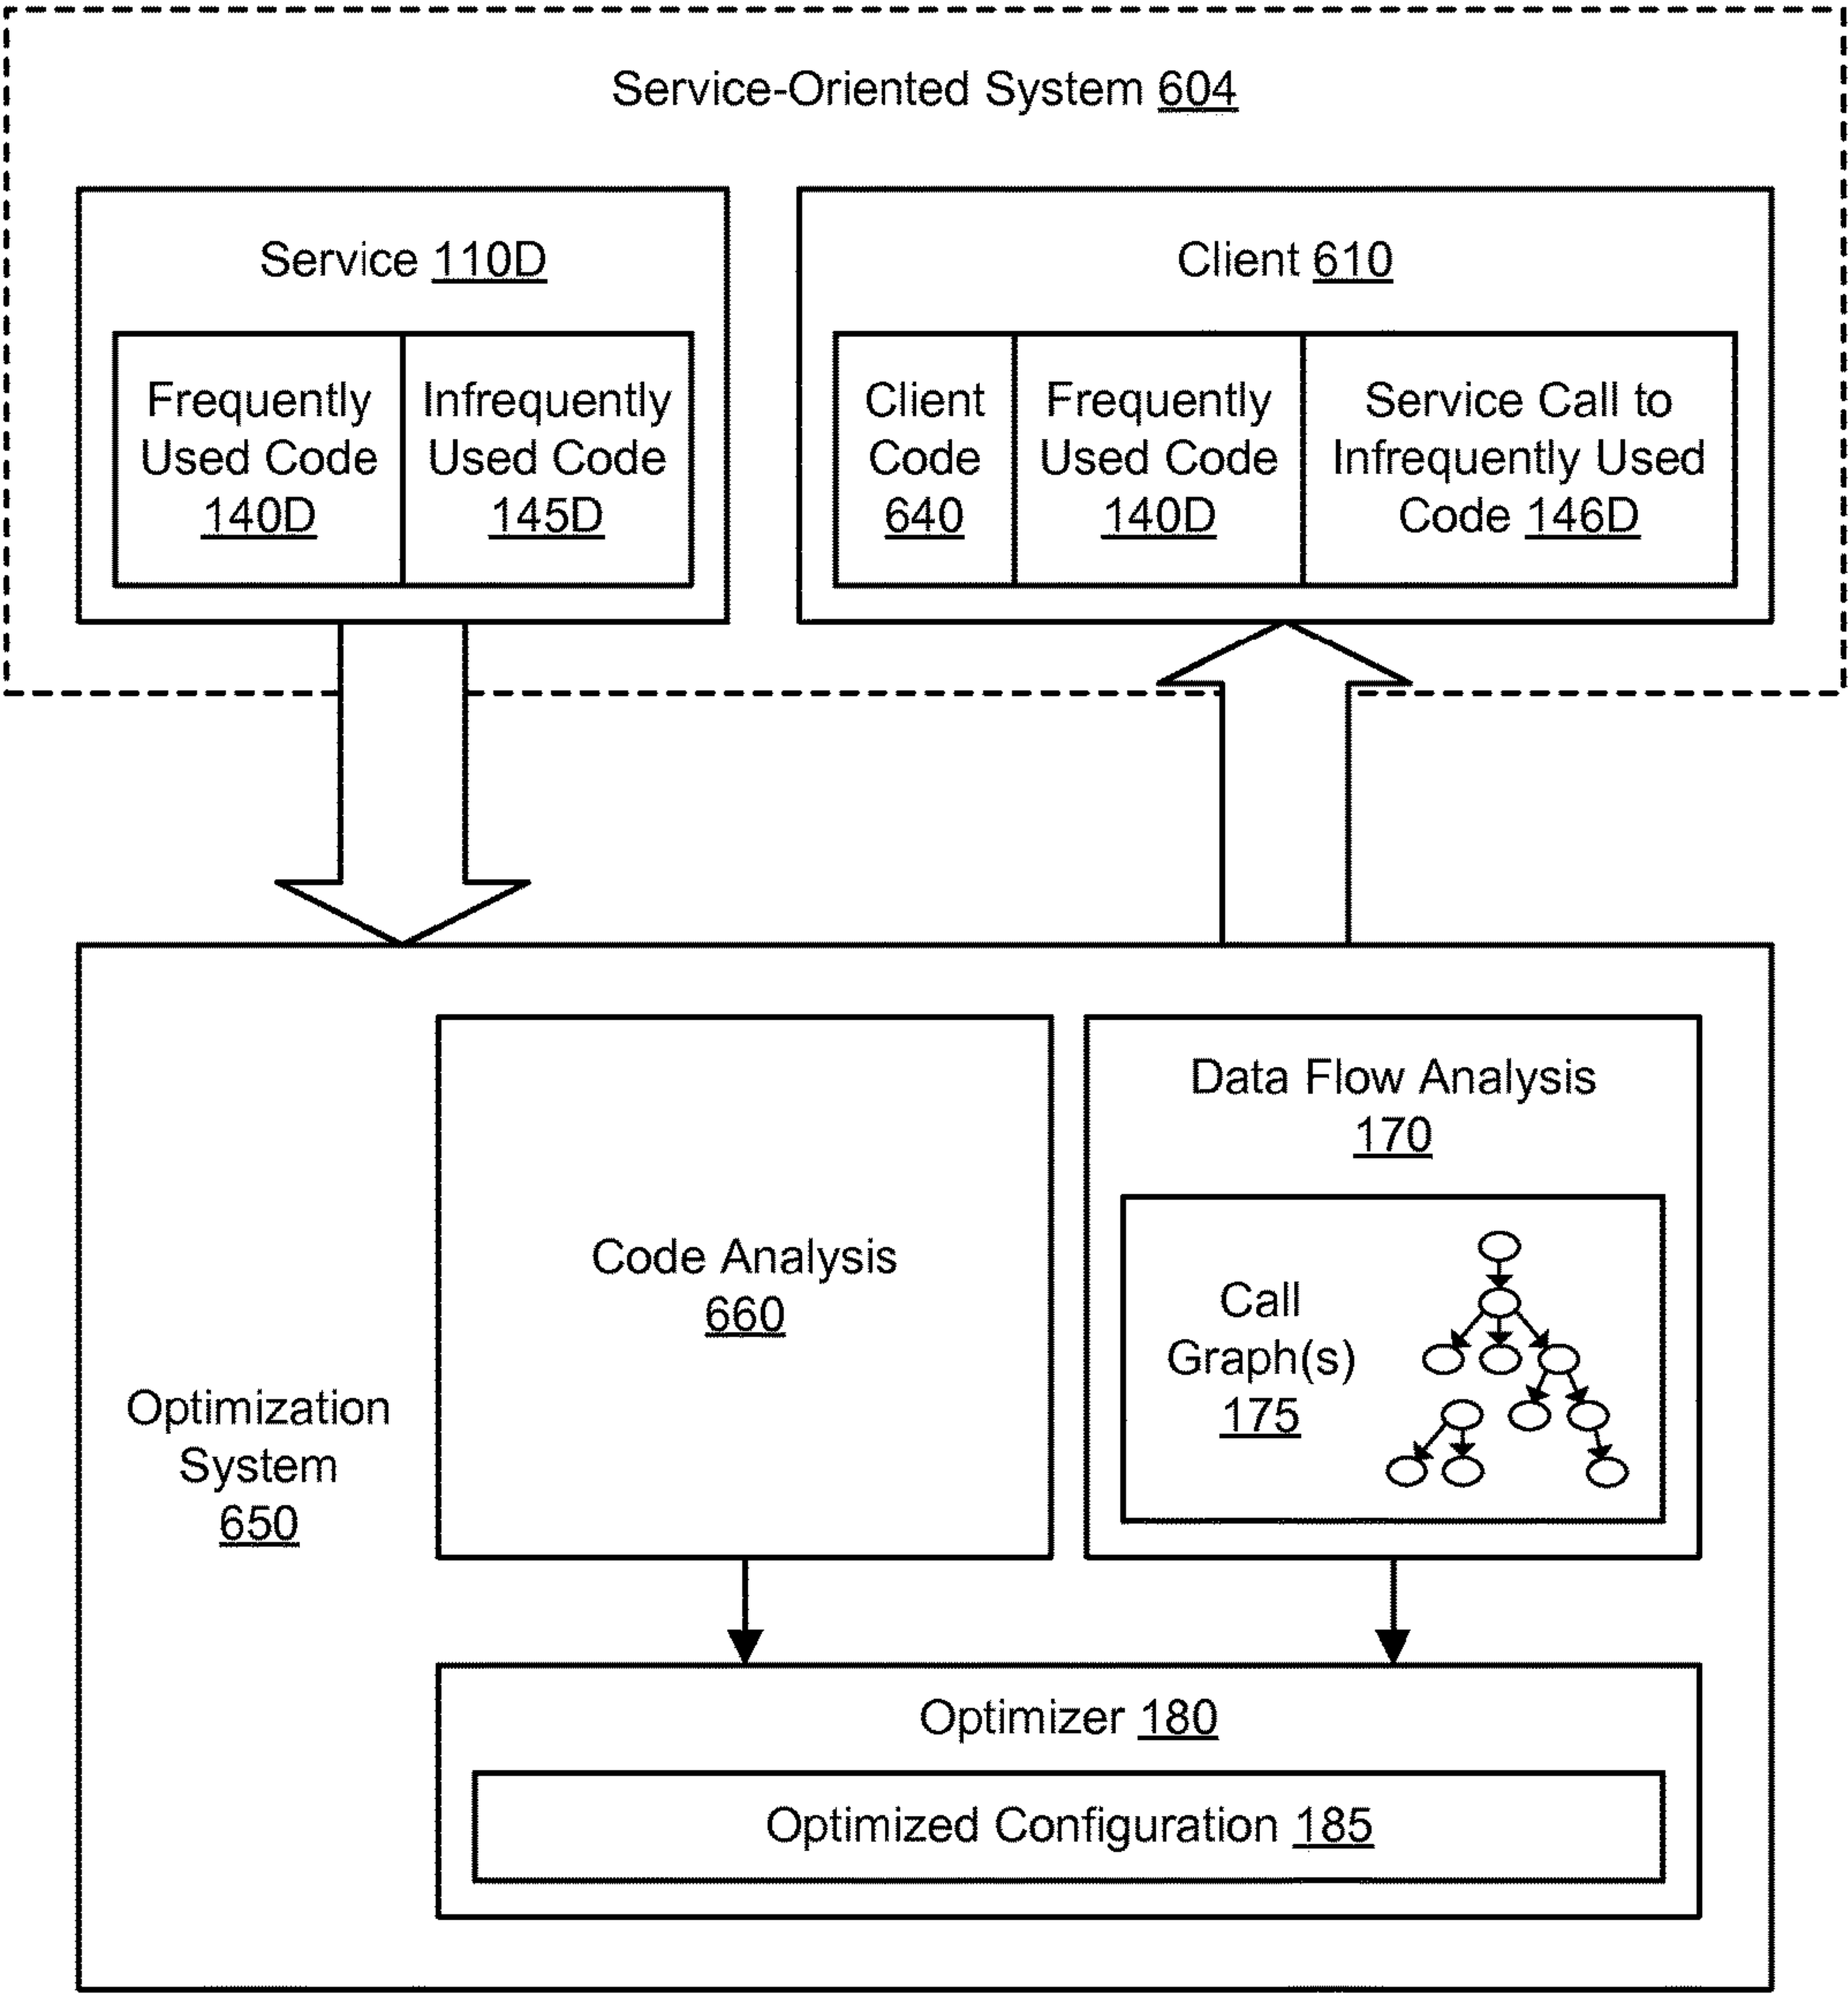 Service-Oriented System 604
Service 110D
Frequently
Used Code
140D
Infrequently
Used Code
145D
Client 610
Client
Code
640
Frequently
Used Code
140D
Service Call to
Infrequently Used
Code 146D
Optimization
System
650
Code Analysis
660
Data Flow Analysis
170
Call
Graph(s)
175
Optimizer 180
Optimized Configuration 185